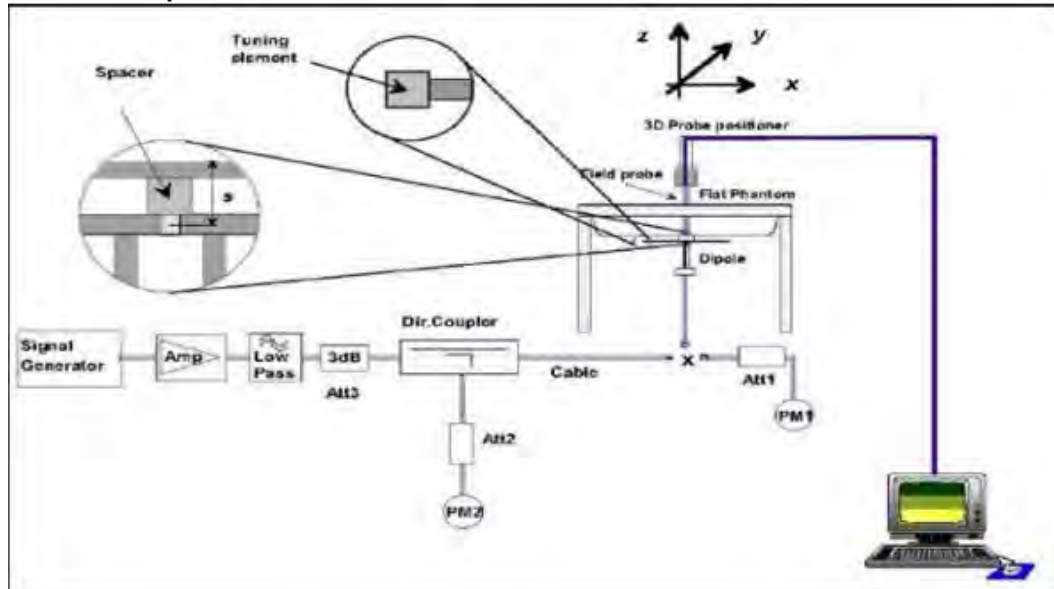 Tuning
element
Spacer
s
z
y
x
3D Probe positioner
Field probe
Flat Phantom
Dipole
Signal
Generator
Amp
Low
Pass
3dB
Att3
Dir.Coupler
Cable
x
Att1
PM1
Att2
PM2